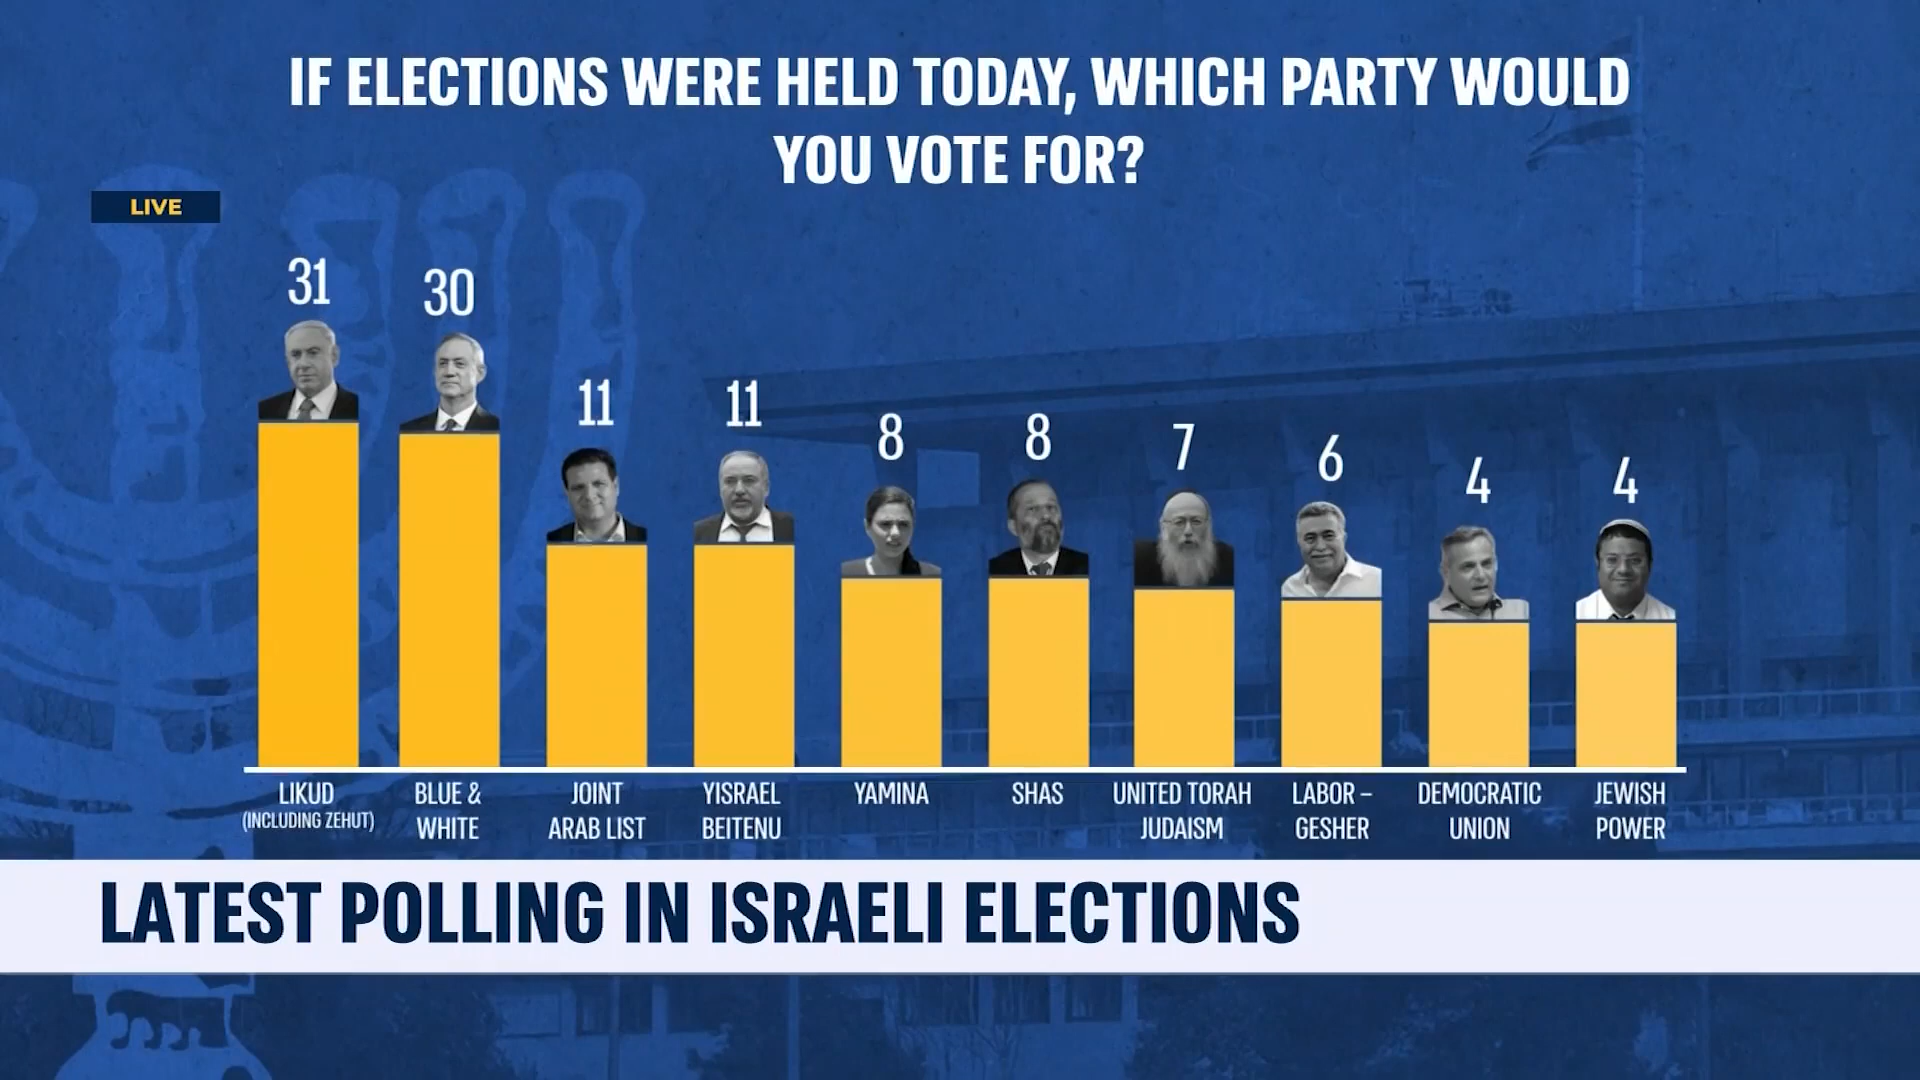 IF ELECTIONS WERE HELD TODAY, WHICH PARTY WOULD
YOU VOTE FOR?
LIVE
31
30
11
11
8
8
7
6
4
4
LIKUD
(INCLUDING ZEHUT)
BLUE &
WHITE
JOINT
ARAB LIST
YISRAEL
BEITENU
YAMINA
SHAS
UNITED TORAH
JUDAISM
LABOR –
GESHER
DEMOCRATIC
UNION
JEWISH
POWER
LATEST POLLING IN ISRAELI ELECTIONS